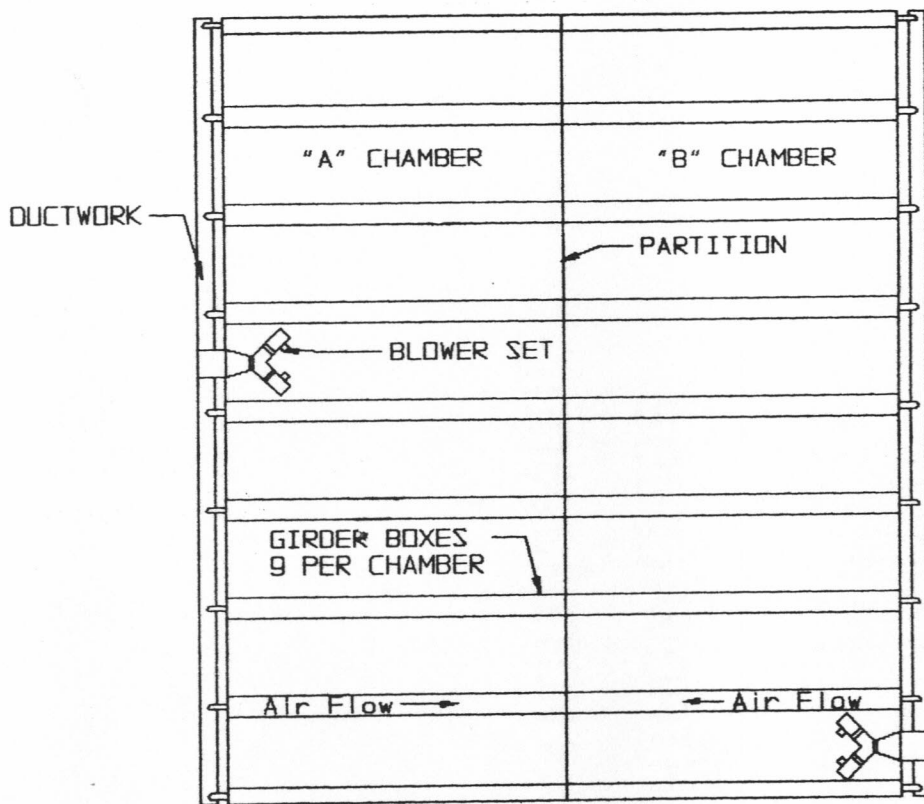 "A" CHAMBER
"B" CHAMBER
DUCTWORK
PARTITION
BLOWER SET
GIRDER BOXES
9 PER CHAMBER
Air Flow
Air Flow